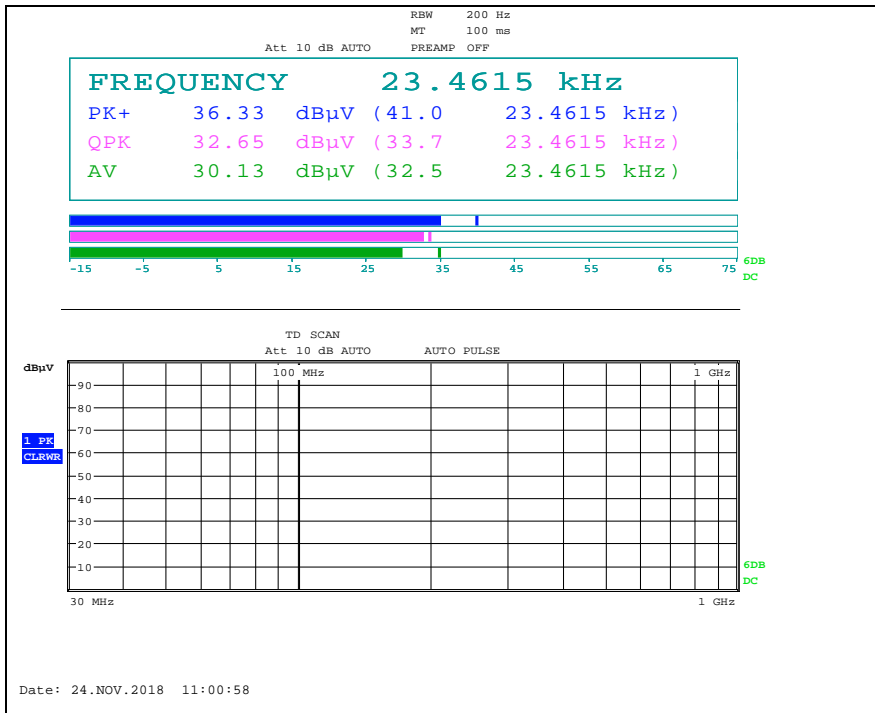 RBW 200 Hz
MT 100 ms
Att 10 dB AUTO PREAMP OFF
FREQUENCY 23.4615 kHz
PK+ 36.33 dBµV (41.0 23.4615 kHz)
QPK 32.65 dBµV (33.7 23.4615 kHz)
AV 30.13 dBµV (32.5 23.4615 kHz)
-15 -5 5 15 25 35 45 55 65 75
6DB
DC
TD SCAN
Att 10 dB AUTO AUTO PULSE
dBµV
100 MHz 1 GHz
90
80
70
1 PK
60
CLRWR
50
40
30
20
10
6DB
DC
30 MHz 1 GHz
Date: 24.NOV.2018 11:00:58